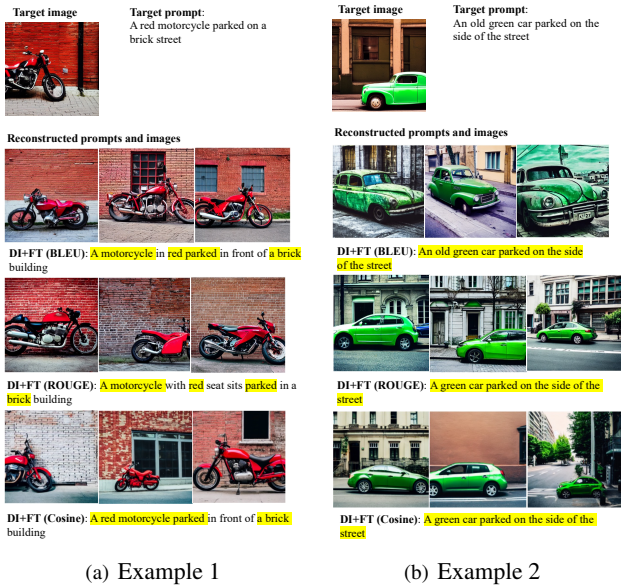 Target image
Target prompt:
A red motorcycle parked on a
brick street
Reconstructed prompts and images
DI+FT (BLEU): A motorcycle in red parked in front of a brick
building
DI+FT (ROUGE): A motorcycle with red seat sits parked in a
brick building
DI+FT (Cosine): A red motorcycle parked in front of a brick
building
(a) Example 1
Target image
Target prompt:
An old green car parked on the
side of the street
Reconstructed prompts and images
DI+FT (BLEU): An old green car parked on the side
of the street
DI+FT (ROUGE): A green car parked on the side of the
street
DI+FT (Cosine): A green car parked on the side of the
street
(b) Example 2